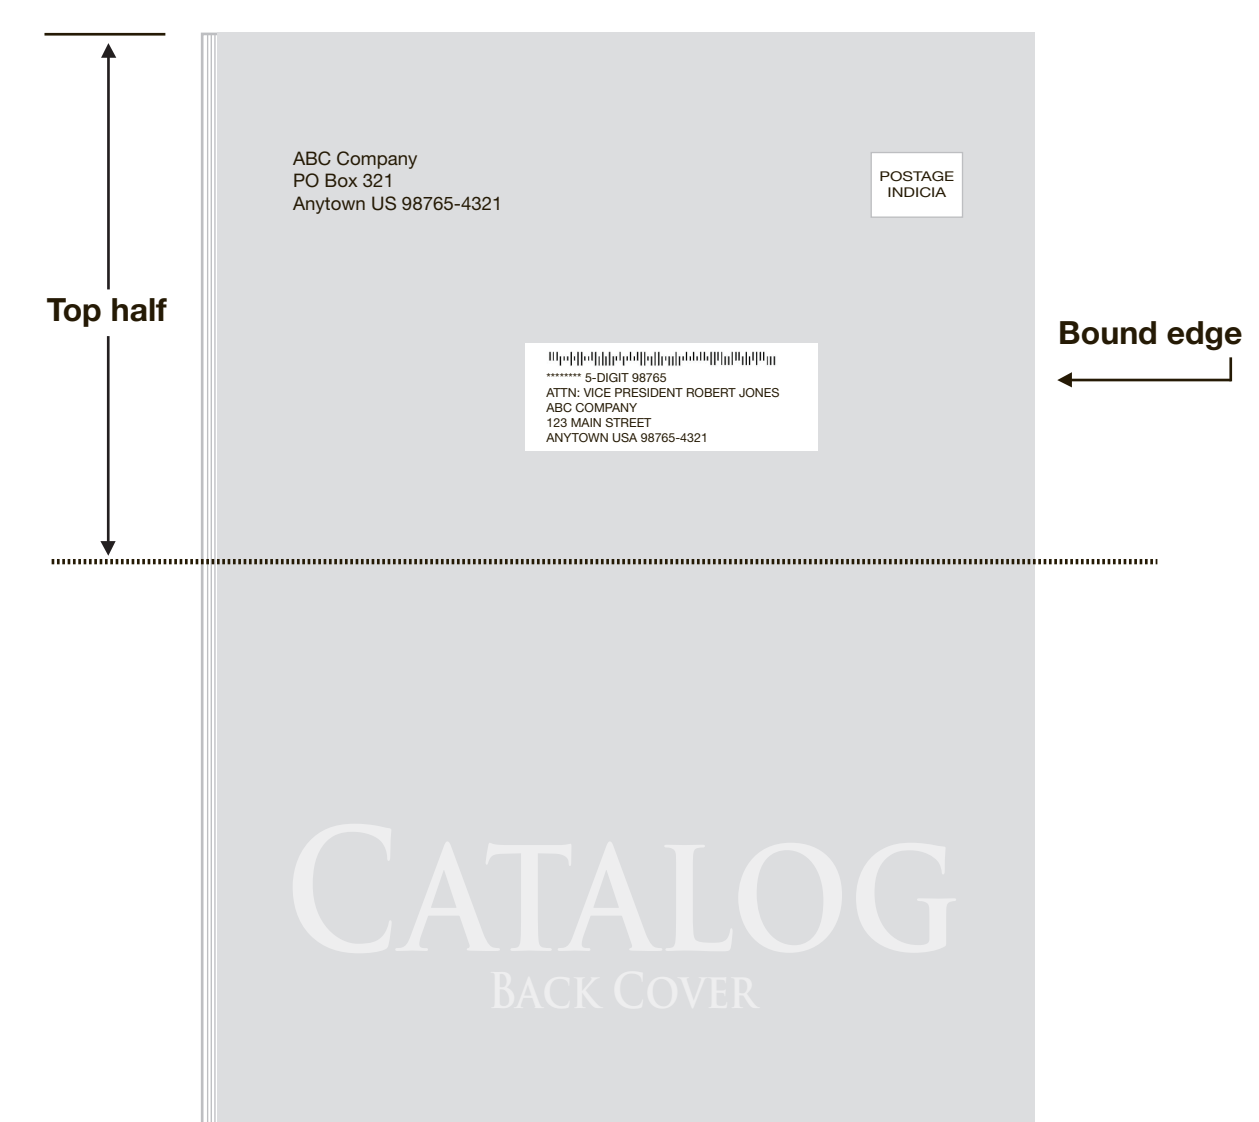 ABC Company
PO Box 321
Anytown US 98765-4321
POSTAGE
INDICIA
Top half
Bound edge
******** 5-DIGIT 98765
ATTN: VICE PRESIDENT ROBERT JONES
ABC COMPANY
123 MAIN STREET
ANYTOWN USA 98765-4321
CATALOG
BACK COVER